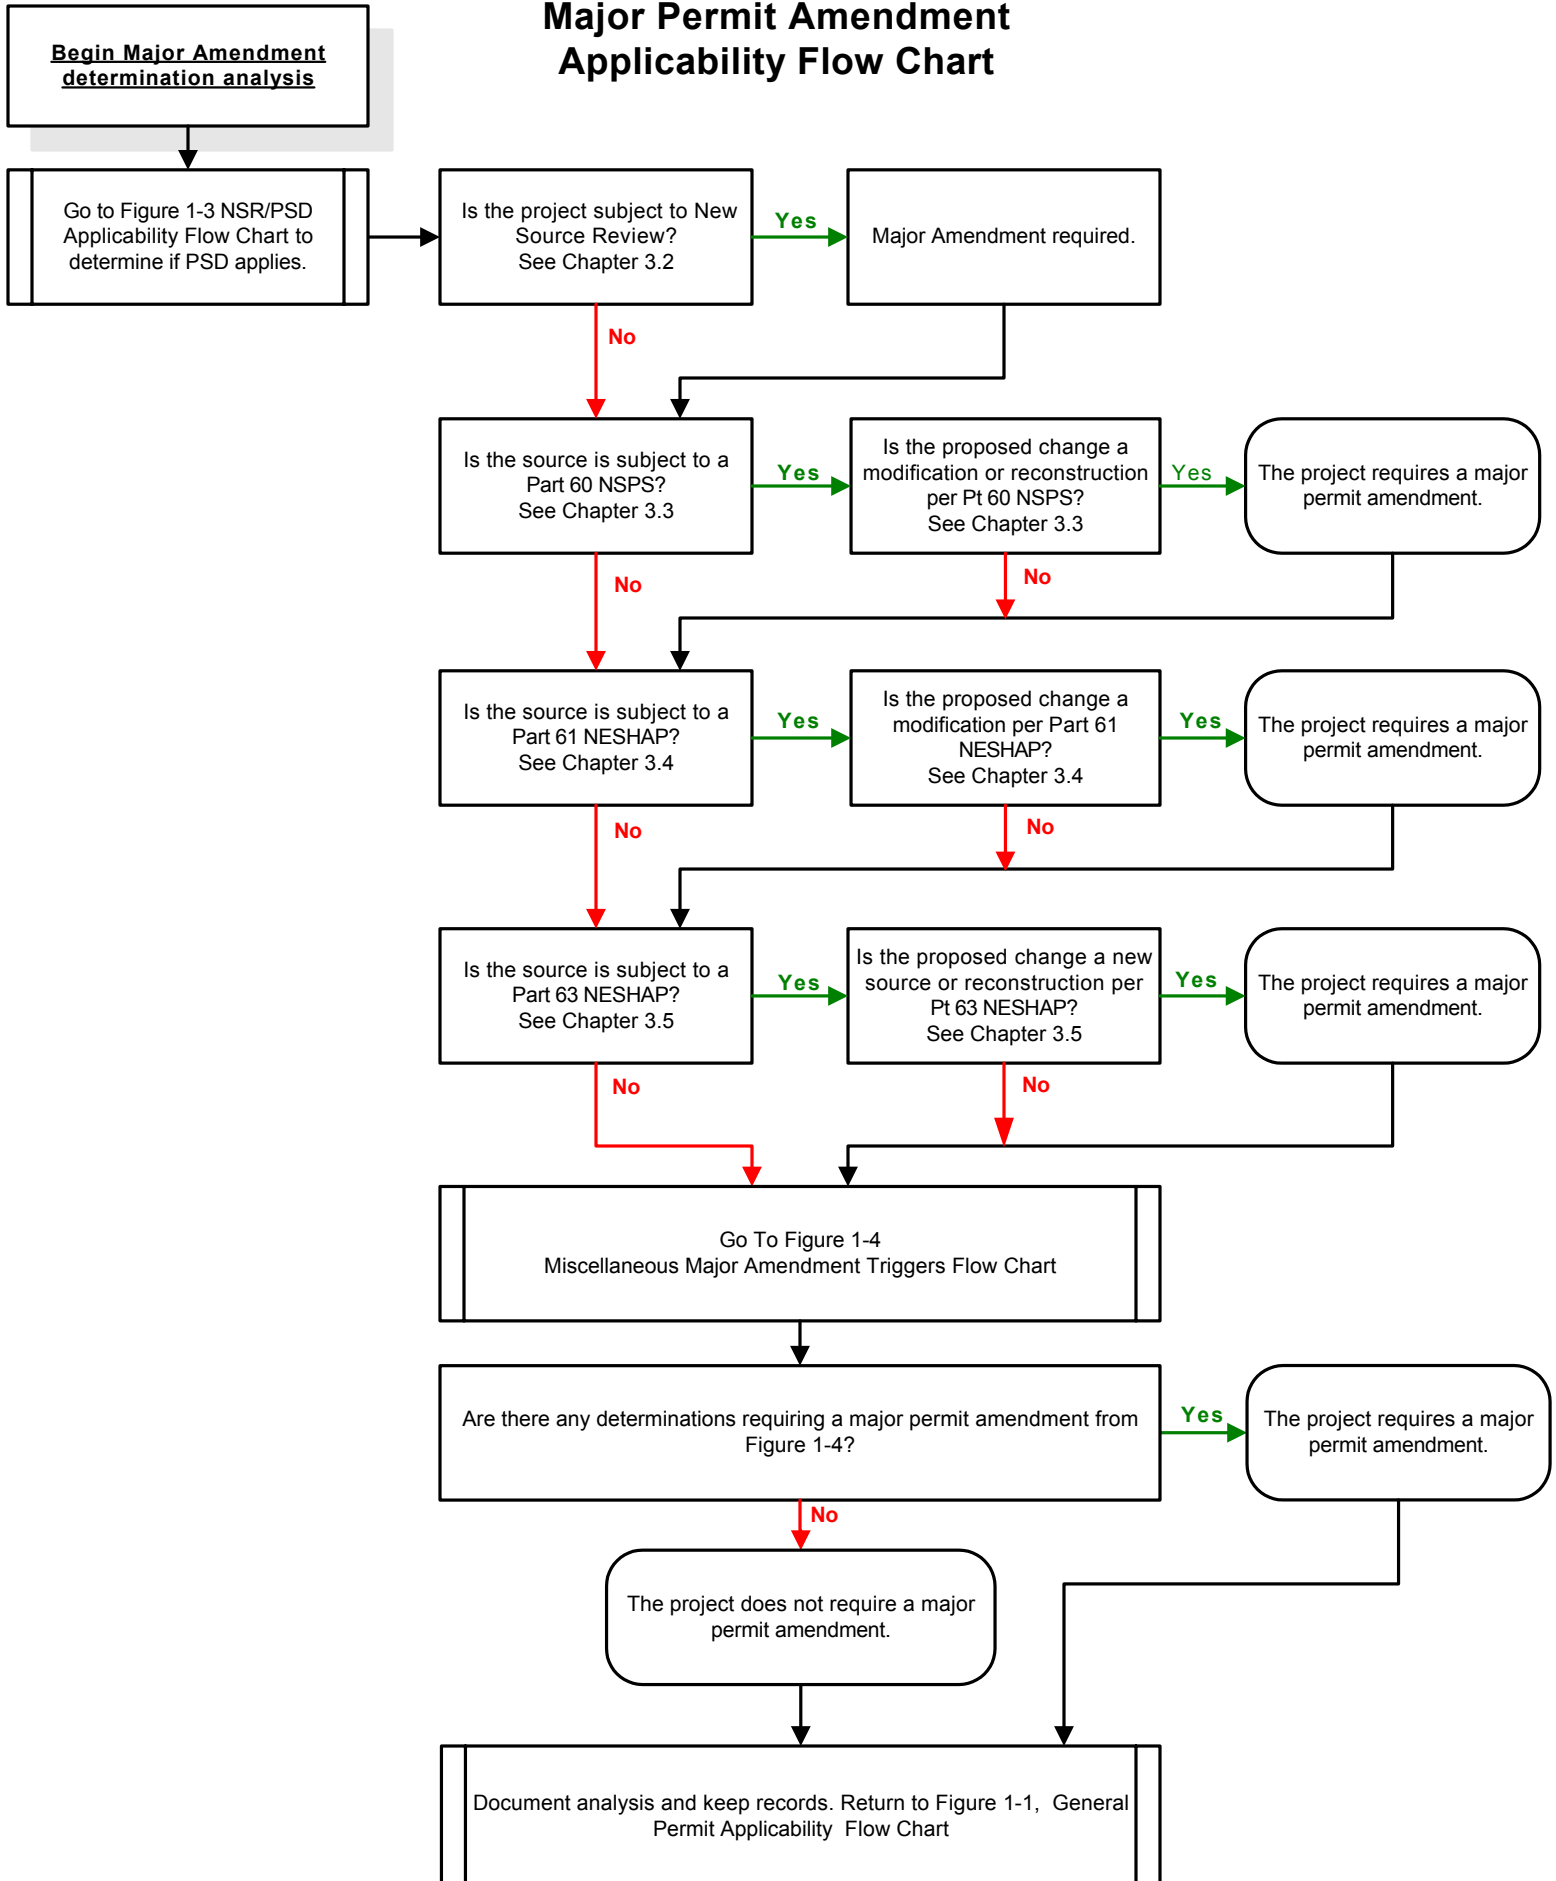 Major Permit Amendment
Applicability Flow Chart
Begin Major Amendment
determination analysis
Go to Figure 1-3 NSR/PSD
Applicability Flow Chart to
determine if PSD applies.
Is the project subject to New
Source Review?
See Chapter 3.2
Yes
Major Amendment required.
No
Is the source is subject to a
Part 60 NSPS?
See Chapter 3.3
Yes
Is the proposed change a
modification or reconstruction
per Pt 60 NSPS?
See Chapter 3.3
Yes
The project requires a major
permit amendment.
No
No
Is the source is subject to a
Part 61 NESHAP?
See Chapter 3.4
Yes
Is the proposed change a
modification per Part 61
NESHAP?
See Chapter 3.4
Yes
The project requires a major
permit amendment.
No
No
Is the source is subject to a
Part 63 NESHAP?
See Chapter 3.5
Yes
Is the proposed change a new
source or reconstruction per
Pt 63 NESHAP?
See Chapter 3.5
Yes
The project requires a major
permit amendment.
No
No
Go To Figure 1-4
Miscellaneous Major Amendment Triggers Flow Chart
Are there any determinations requiring a major permit amendment from
Figure 1-4?
Yes
The project requires a major
permit amendment.
No
The project does not require a major
permit amendment.
Document analysis and keep records. Return to Figure 1-1,  General
Permit Applicability  Flow Chart